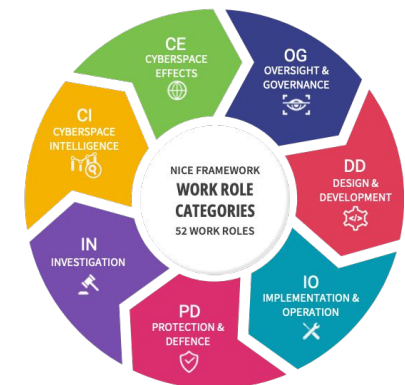 CE
CYBERSPACE
EFFECTS
OG
OVERSIGHT &
GOVERNANCE
DD
DESIGN &
DEVELOPMENT
</>
IO
IMPLEMENTATION &
OPERATION
PD
PROTECTION &
DEFENCE
IN
INVESTIGATION
CI
CYBERSPACE
INTELLIGENCE
NICE FRAMEWORK
WORK ROLE
CATEGORIES
52 WORK ROLES